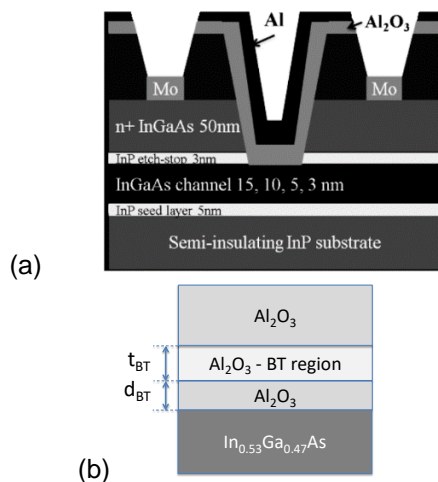 Al
Al₂O₃
Mo
Mo
n+ InGaAs 50nm
InP etch-stop 3nm
InGaAs channel 15, 10, 5, 3 nm
InP seed layer 5nm
Semi-insulating InP substrate
(a)
Al₂O₃
t_BT
Al₂O₃ - BT region
d_BT
Al₂O₃
In₀.₅₃Ga₀.₄₇As
(b)